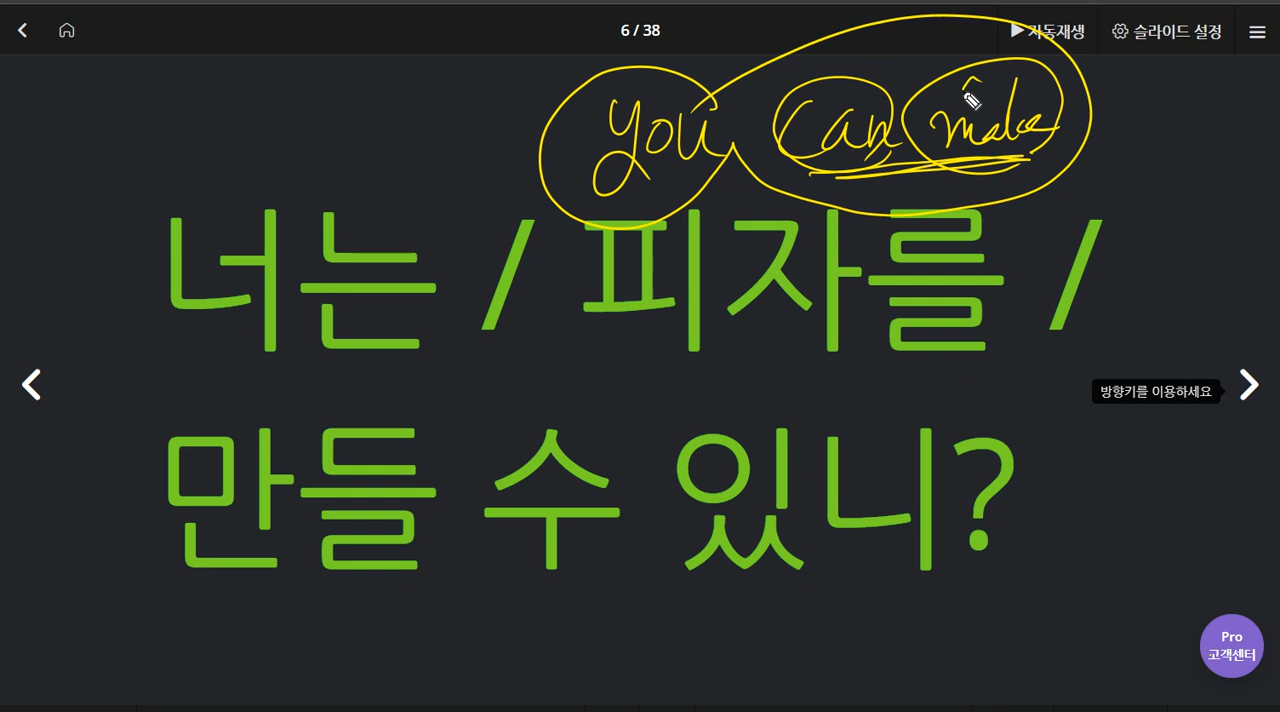 6 / 38
▶ 자동재생
슬라이드 설정
you can make
너는 / 피자를 /
만들 수 있니?
방향키를 이용하세요
Pro
고객센터